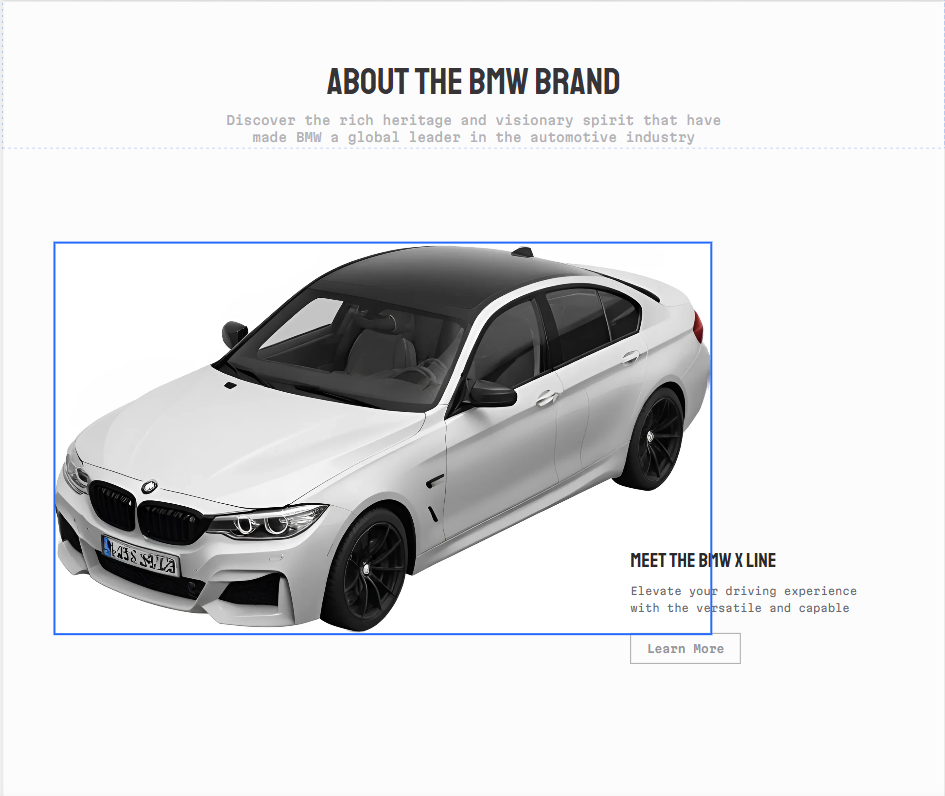 ABOUT THE BMW BRAND
Discover the rich heritage and visionary spirit that have
made BMW a global leader in the automotive industry
MEET THE BMW X LINE
Elevate your driving experience
with the versatile and capable
Learn More